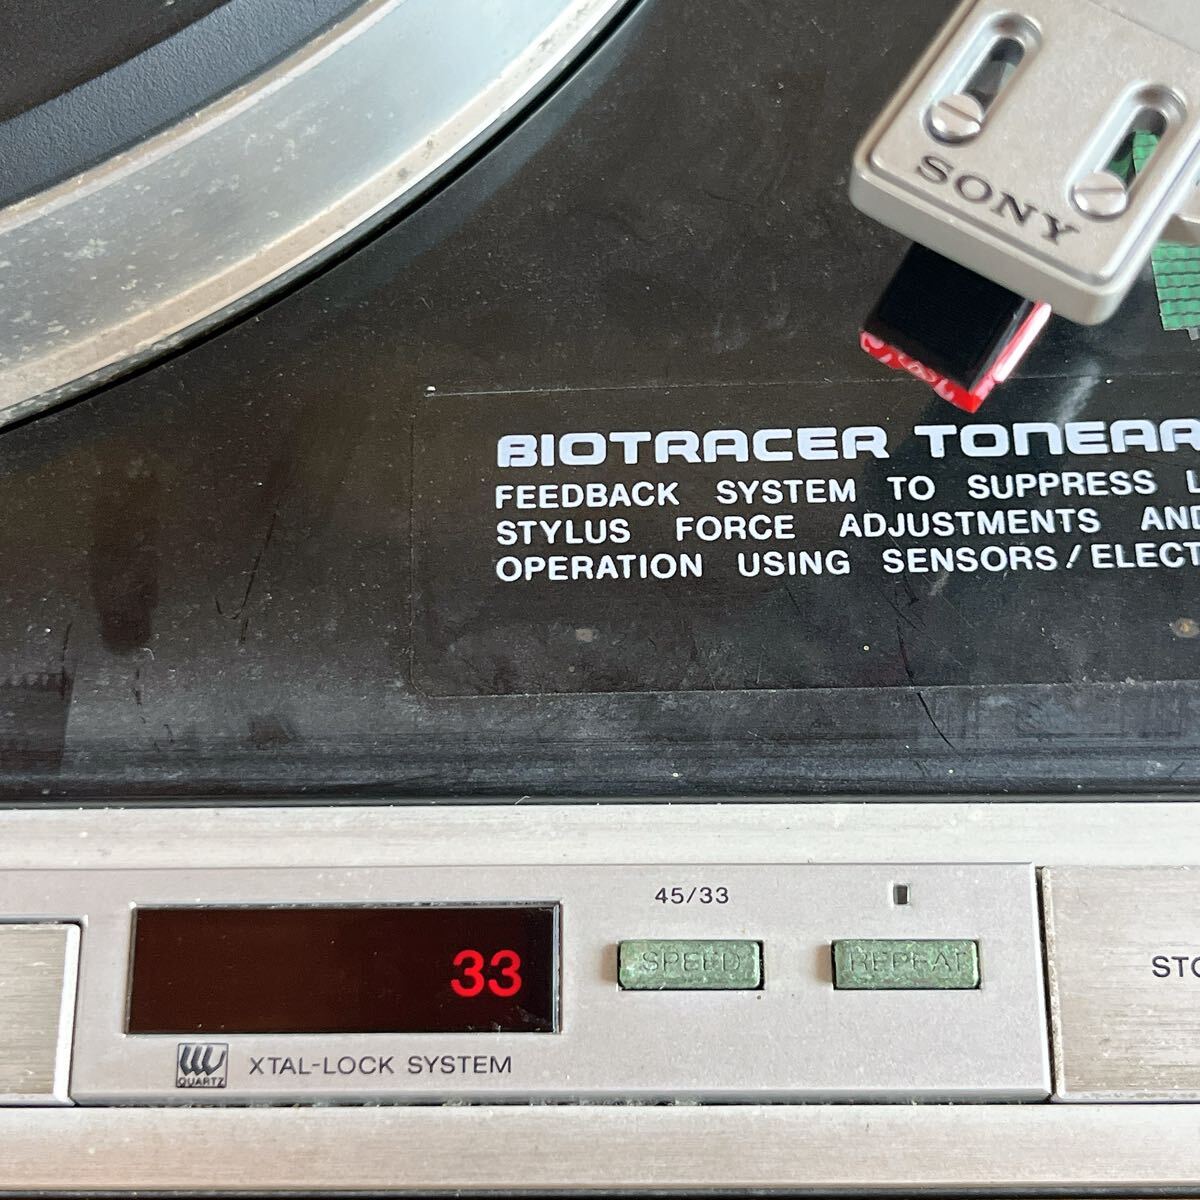 SONY
BIOTRACER TONEAR
FEEDBACK SYSTEM TO SUPPRESS L
STYLUS FORCE ADJUSTMENTS AND
OPERATION USING SENSORS/ELECT
45/33
33
SPEED
REPEAT
STO
QUARTZ
XTAL-LOCK SYSTEM